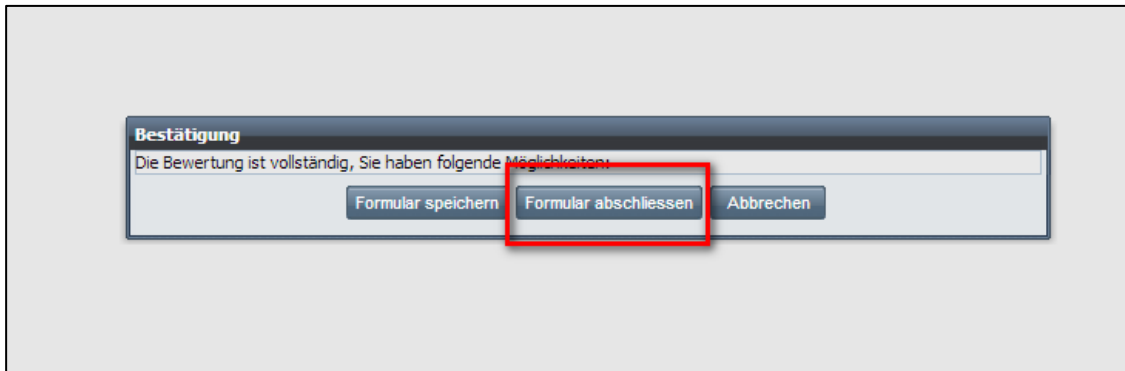 Bestätigung
Die Bewertung ist vollständig, Sie haben folgende Möglichkeiten:
Formular speichern Formular abschliessen Abbrechen